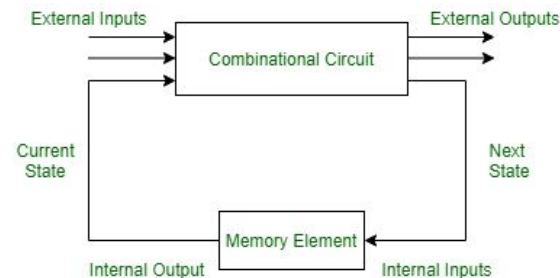 External Inputs
External Outputs
Combinational Circuit
Current
State
Next
State
Memory Element
Internal Output
Internal Inputs